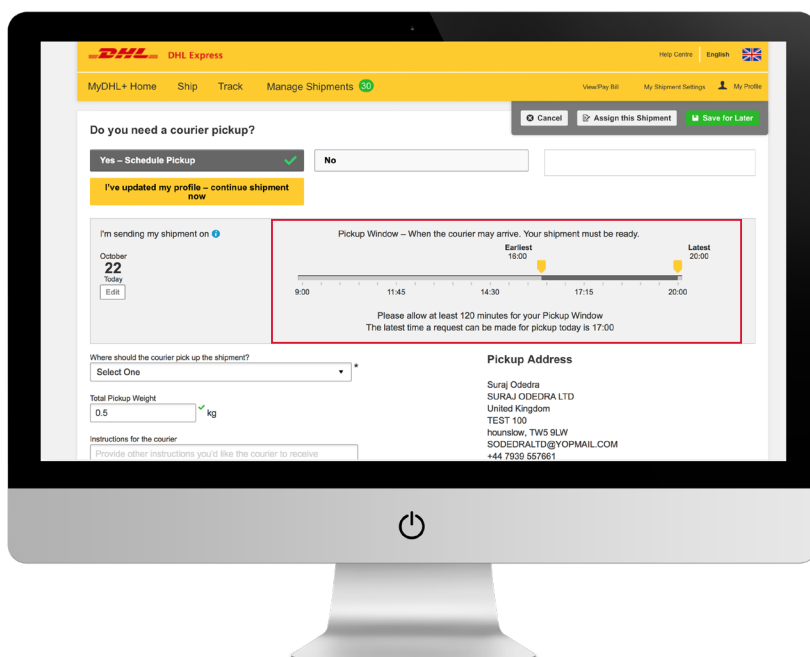 DHL DHL Express
Help Centre English
MyDHL+ Home Ship Track Manage Shipments 30
View/Pay Bill My Shipment Settings My Profile
Cancel Assign this Shipment Save for Later
Do you need a courier pickup?
Yes – Schedule Pickup No
I've updated my profile – continue shipment
now
I'm sending my shipment on
October
22
Today
Edit
Pickup Window – When the courier may arrive. Your shipment must be ready.
Earliest Latest
16:00 20:00
9:00 11:45 14:30 17:15 20:00
Please allow at least 120 minutes for your Pickup Window
The latest time a request can be made for pickup today is 17:00
Where should the courier pick up the shipment?
Select One *
Total Pickup Weight
0.5 kg
Instructions for the courier
Provide other instructions you'd like the courier to receive
Pickup Address
Suraj Odedra
SURAJ ODEDRA LTD
United Kingdom
TEST 100
hounslow, TW5 9LW
SODEDRALTD@YOPMAIL.COM
+44 7939 557661